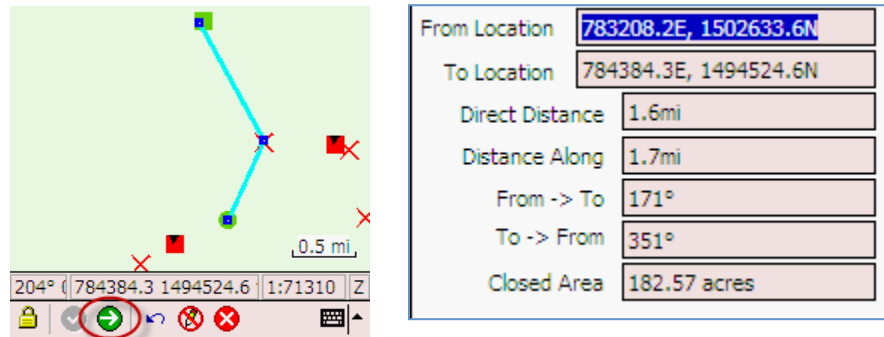 0.5 mi
204° ( 784384.3 1494524.6 1:71310 Z
From Location 783208.2E, 1502633.6N
To Location 784384.3E, 1494524.6N
Direct Distance 1.6mi
Distance Along 1.7mi
From -> To 171°
To -> From 351°
Closed Area 182.57 acres